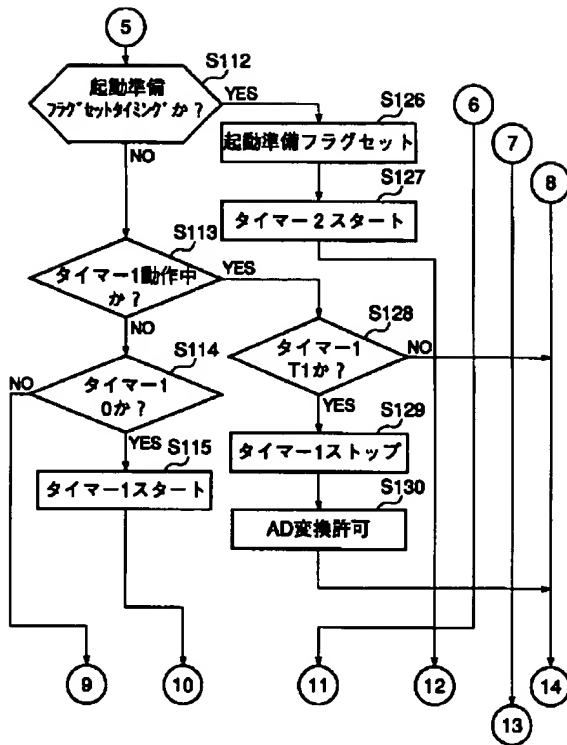 5
S112
起動準備
フラグセットタイミングか？
YES
NO
S126
起動準備フラグセット
S127
タイマー2スタート
6
7
8
S113
タイマー1動作中
か？
YES
NO
S128
タイマー1
T1か？
NO
YES
S114
タイマー1
0か？
NO
YES
S129
タイマー1ストップ
S115
タイマー1スタート
S130
AD変換許可
9
10
11
12
14
13